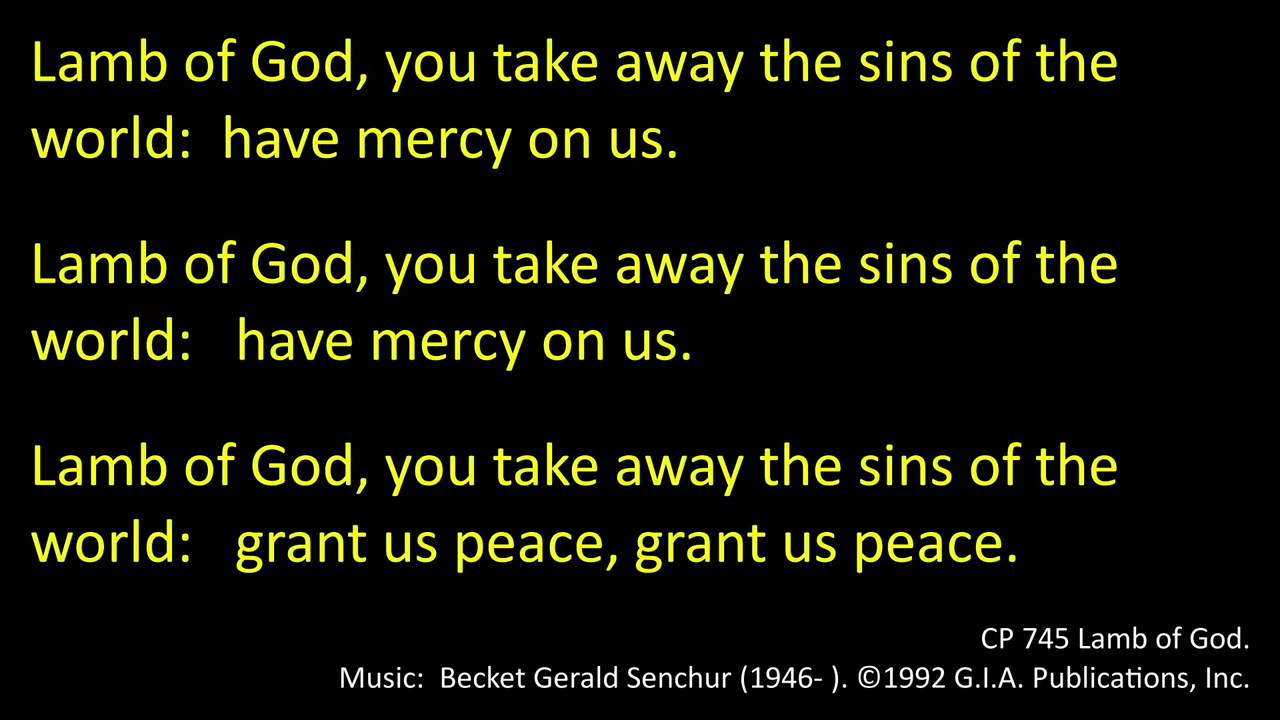 Lamb of God, you take away the sins of the
world:  have mercy on us.
Lamb of God, you take away the sins of the
world:   have mercy on us.
Lamb of God, you take away the sins of the
world:   grant us peace, grant us peace.
CP 745 Lamb of God.
Music:  Becket Gerald Senchur (1946- ). ©1992 G.I.A. Publications, Inc.